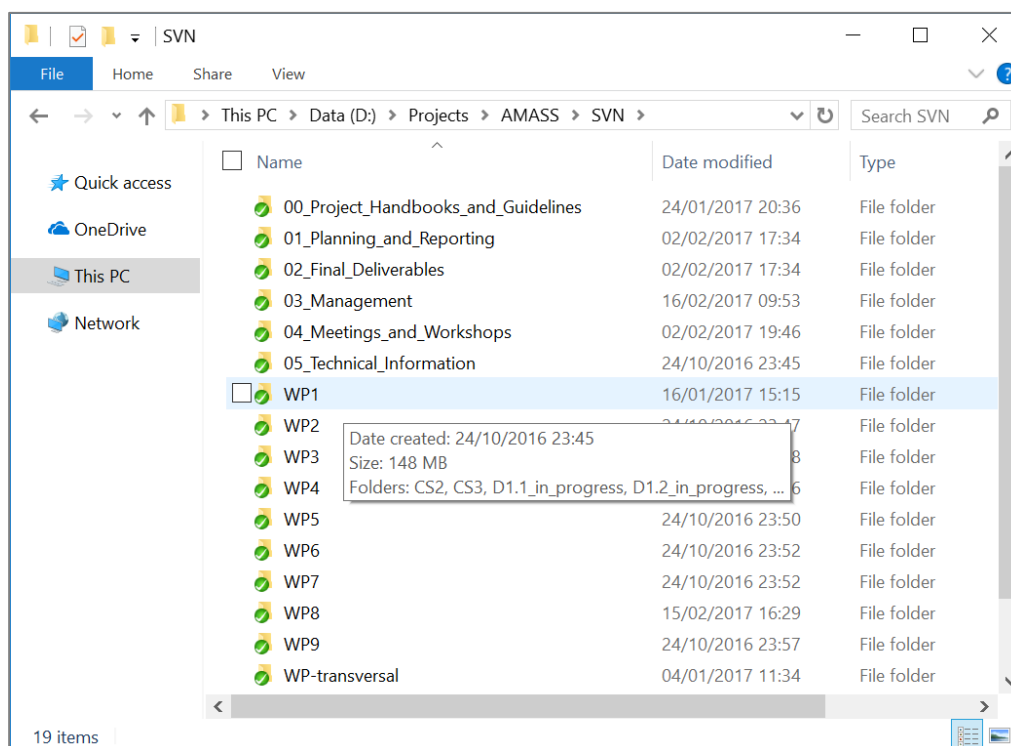 SVN
File Home Share View ?
This PC > Data (D:) > Projects > AMASS > SVN > Search SVN
Name Date modified Type
Quick access
OneDrive
This PC
Network
00_Project_Handbooks_and_Guidelines 24/01/2017 20:36 File folder
01_Planning_and_Reporting 02/02/2017 17:34 File folder
02_Final_Deliverables 02/02/2017 17:34 File folder
03_Management 16/02/2017 09:53 File folder
04_Meetings_and_Workshops 02/02/2017 19:46 File folder
05_Technical_Information 24/10/2016 23:45 File folder
WP1 16/01/2017 15:15 File folder
WP2 File folder
WP3 File folder
WP4 File folder
Date created: 24/10/2016 23:45
Size: 148 MB
Folders: CS2, CS3, D1.1_in_progress, D1.2_in_progress, ...
WP5 24/10/2016 23:50 File folder
WP6 24/10/2016 23:52 File folder
WP7 24/10/2016 23:52 File folder
WP8 15/02/2017 16:29 File folder
WP9 24/10/2016 23:57 File folder
WP-transversal 04/01/2017 11:34 File folder
19 items